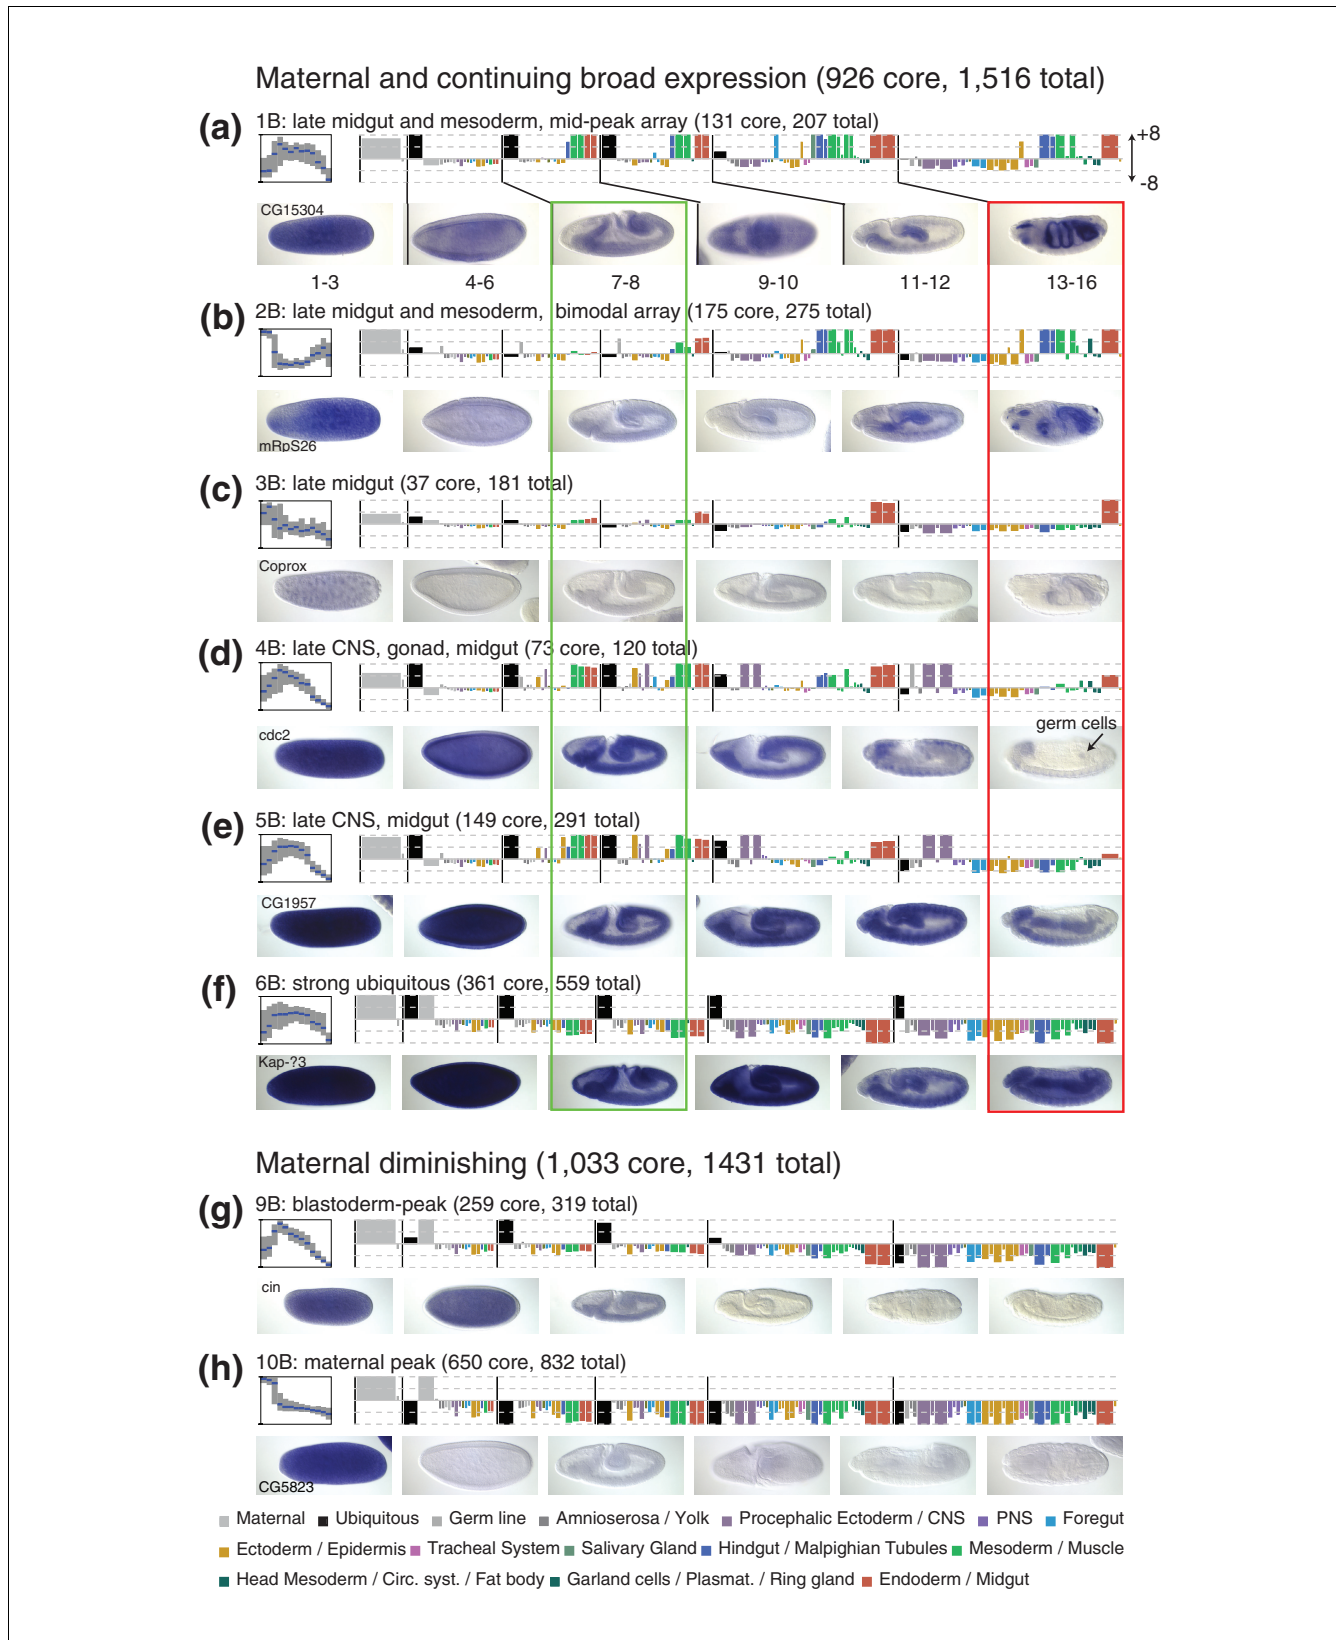 Maternal and continuing broad expression (926 core, 1,516 total)
(a) 1B: late midgut and mesoderm, mid-peak array (131 core, 207 total)
+8
-8
CG15304
1-3 4-6 7-8 9-10 11-12 13-16
(b) 2B: late midgut and mesoderm, bimodal array (175 core, 275 total)
mRpS26
(c) 3B: late midgut (37 core, 181 total)
Coprox
(d) 4B: late CNS, gonad, midgut (73 core, 120 total)
cdc2
germ cells
(e) 5B: late CNS, midgut (149 core, 291 total)
CG1957
(f) 6B: strong ubiquitous (361 core, 559 total)
Kap-?3
Maternal diminishing (1,033 core, 1431 total)
(g) 9B: blastoderm-peak (259 core, 319 total)
cin
(h) 10B: maternal peak (650 core, 832 total)
CG5823
Maternal Ubiquitous Germ line Amnioserosa / Yolk Procephalic Ectoderm / CNS PNS Foregut
Ectoderm / Epidermis Tracheal System Salivary Gland Hindgut / Malpighian Tubules Mesoderm / Muscle
Head Mesoderm / Circ. syst. / Fat body Garland cells / Plasmat. / Ring gland Endoderm / Midgut